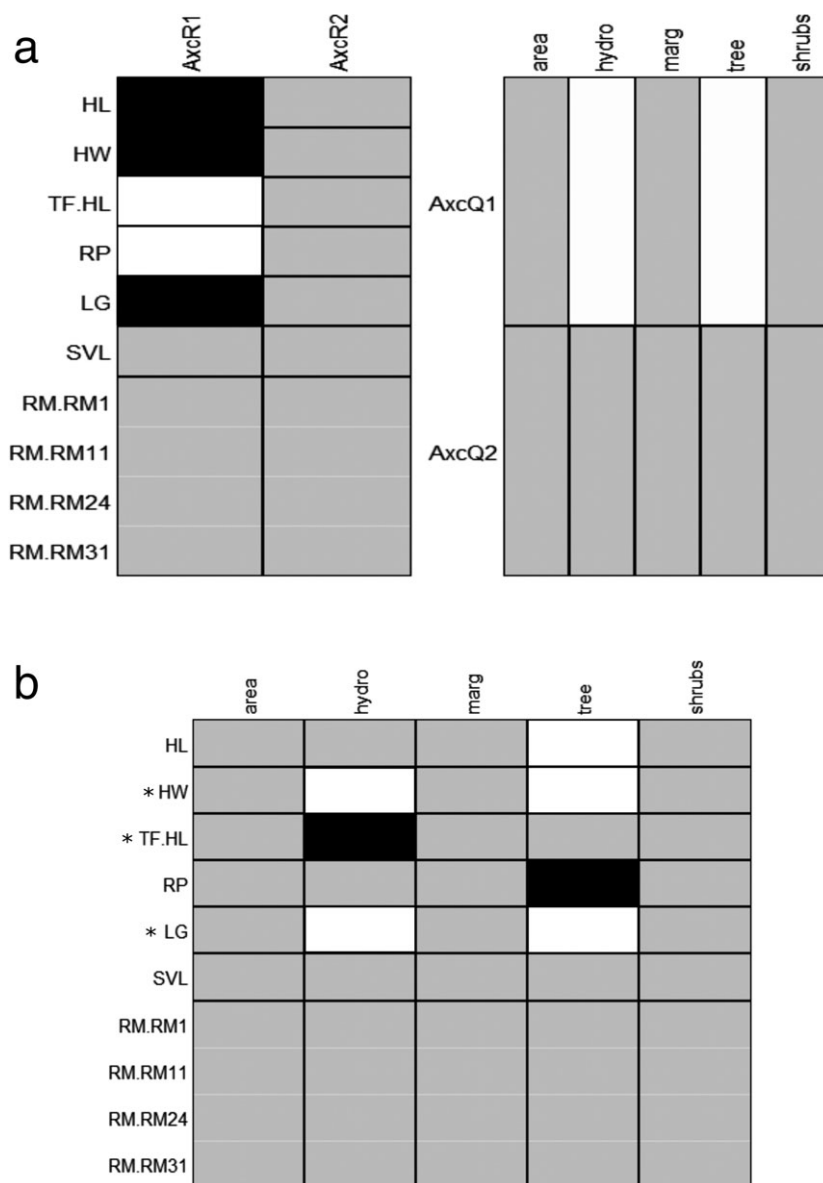 a
AxcR1 AxcR2
HL
HW
TF.HL
RP
LG
SVL
RM.RM1
RM.RM11
RM.RM24
RM.RM31
area hydro marg tree shrubs
AxcQ1
AxcQ2
b
area hydro marg tree shrubs
HL
* HW
* TF.HL
RP
* LG
SVL
RM.RM1
RM.RM11
RM.RM24
RM.RM31